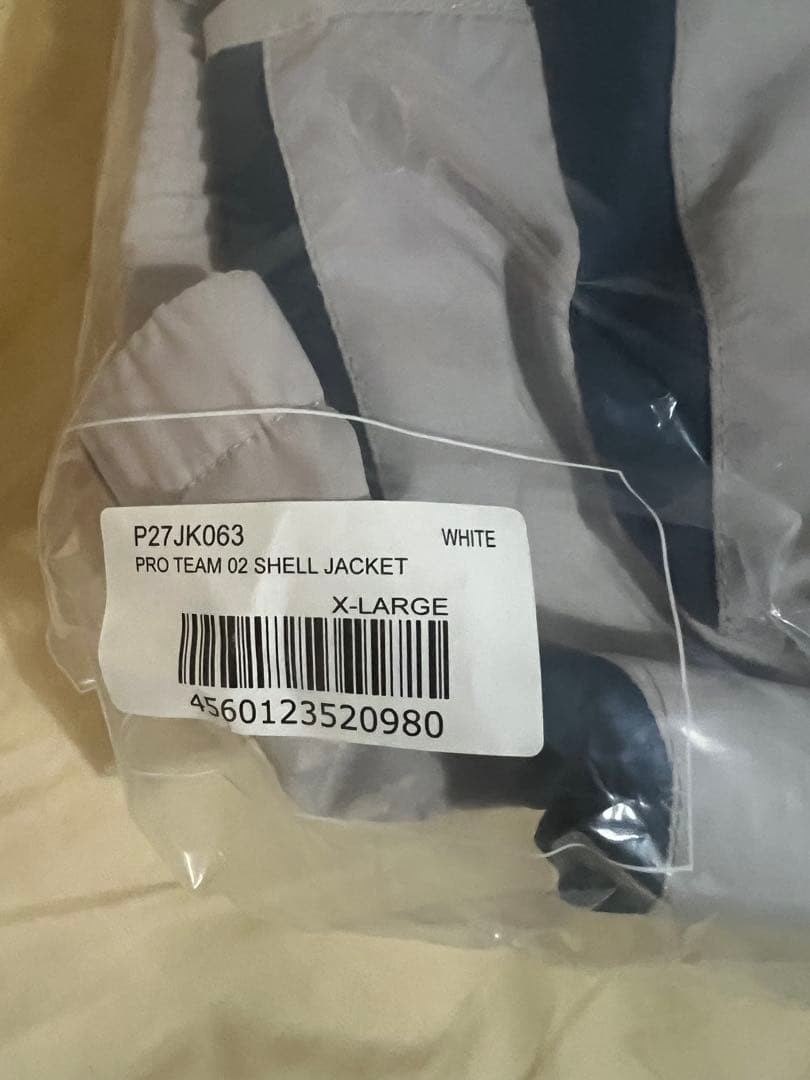 P27JK063 WHITE
PRO TEAM 02 SHELL JACKET
X-LARGE
4560123520980